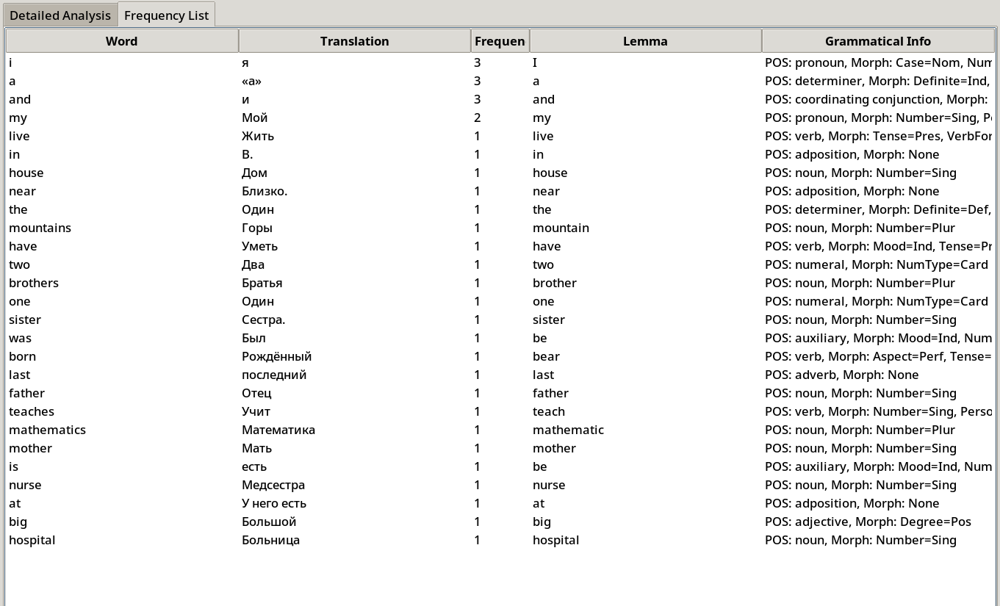 Detailed Analysis Frequency List
Word Translation Frequen Lemma Grammatical Info
i я 3 I POS: pronoun, Morph: Case=Nom, Num
a «а» 3 a POS: determiner, Morph: Definite=Ind,
and и 3 and POS: coordinating conjunction, Morph:
my Мой 2 my POS: pronoun, Morph: Number=Sing, P
live Жить 1 live POS: verb, Morph: Tense=Pres, VerbFor
in В. 1 in POS: adposition, Morph: None
house Дом 1 house POS: noun, Morph: Number=Sing
near Близко. 1 near POS: adposition, Morph: None
the Один 1 the POS: determiner, Morph: Definite=Def,
mountains Горы 1 mountain POS: noun, Morph: Number=Plur
have Уметь 1 have POS: verb, Morph: Mood=Ind, Tense=Pr
two Два 1 two POS: numeral, Morph: NumType=Card
brothers Братья 1 brother POS: noun, Morph: Number=Plur
one Один 1 one POS: numeral, Morph: NumType=Card
sister Сестра. 1 sister POS: noun, Morph: Number=Sing
was Был 1 be POS: auxiliary, Morph: Mood=Ind, Num
born Рождённый 1 bear POS: verb, Morph: Aspect=Perf, Tense=
last последний 1 last POS: adverb, Morph: None
father Отец 1 father POS: noun, Morph: Number=Sing
teaches Учит 1 teach POS: verb, Morph: Number=Sing, Perso
mathematics Математика 1 mathematic POS: noun, Morph: Number=Plur
mother Мать 1 mother POS: noun, Morph: Number=Sing
is есть 1 be POS: auxiliary, Morph: Mood=Ind, Num
nurse Медсестра 1 nurse POS: noun, Morph: Number=Sing
at У него есть 1 at POS: adposition, Morph: None
big Большой 1 big POS: adjective, Morph: Degree=Pos
hospital Больница 1 hospital POS: noun, Morph: Number=Sing